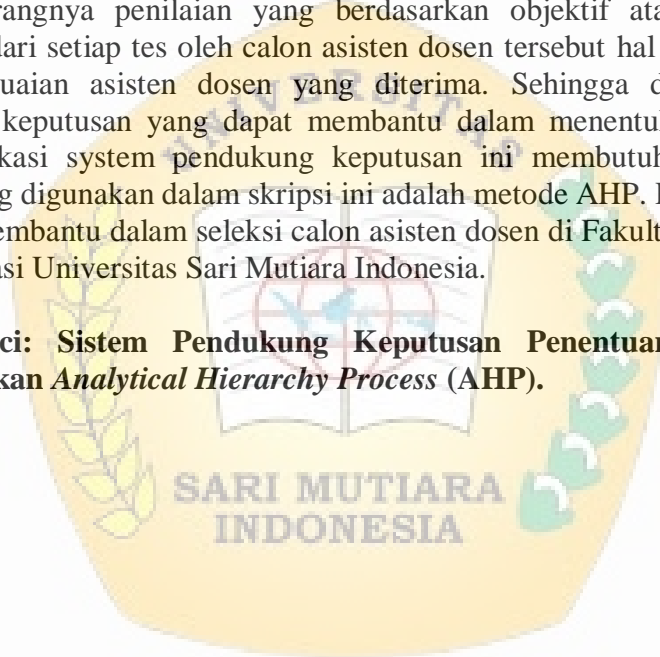 rangnya penilaian yang berdasarkan objektif ata
dari setiap tes oleh calon asisten dosen tersebut hal
uaian asisten dosen yang diterima. Sehingga d
keputusan yang dapat membantu dalam menentul
kasi system pendukung keputusan ini membutuh
g digunakan dalam skripsi ini adalah metode AHP.
embantu dalam seleksi calon asisten dosen di Fakult
asi Universitas Sari Mutiara Indonesia.
ci: Sistem Pendukung Keputusan Penentuan
kan Analytical Hierarchy Process (AHP).
UNIVERSITAS
SARI MUTIARA
INDONESIA